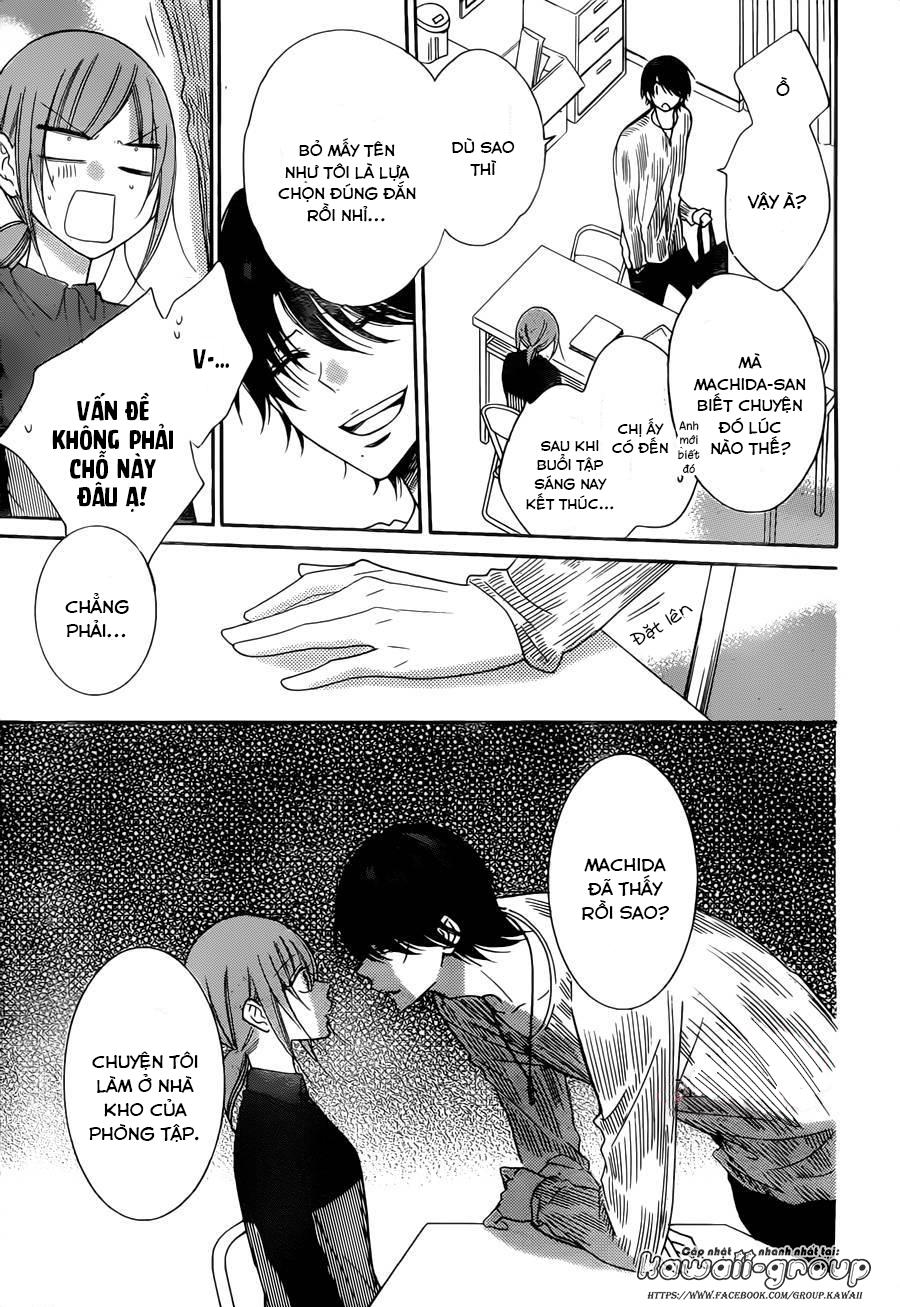 Ồ
VẬY À?
MÀ
MACHIDA-SAN
BIẾT CHUYỆN
ĐÓ LÚC
NÀO THẾ?
Anh
mới
biết
đó
CHỊ ẤY
CÓ ĐẾN
SAU KHI
BUỔI TẬP
SÁNG NAY
KẾT THÚC...
DÙ SAO
THÌ
BỎ MẤY TÊN
NHƯ TÔI LÀ LỰA
CHỌN ĐÚNG ĐẮN
RỒI NHỈ...
V-...
VẤN ĐỀ
KHÔNG PHẢI
CHỖ NÀY
ĐÂU Ạ!
CHẲNG
PHẢI...
Đặt lên
MACHIDA
ĐÃ THẤY
RỒI SAO?
CHUYỆN TÔI
LÀM Ở NHÀ
KHO CỦA
PHÒNG TẬP.
Cập nhật nhanh nhất tại:
kawaii-group
HTTPS://WWW.FACEBOOK.COM/GROUP.KAWAII